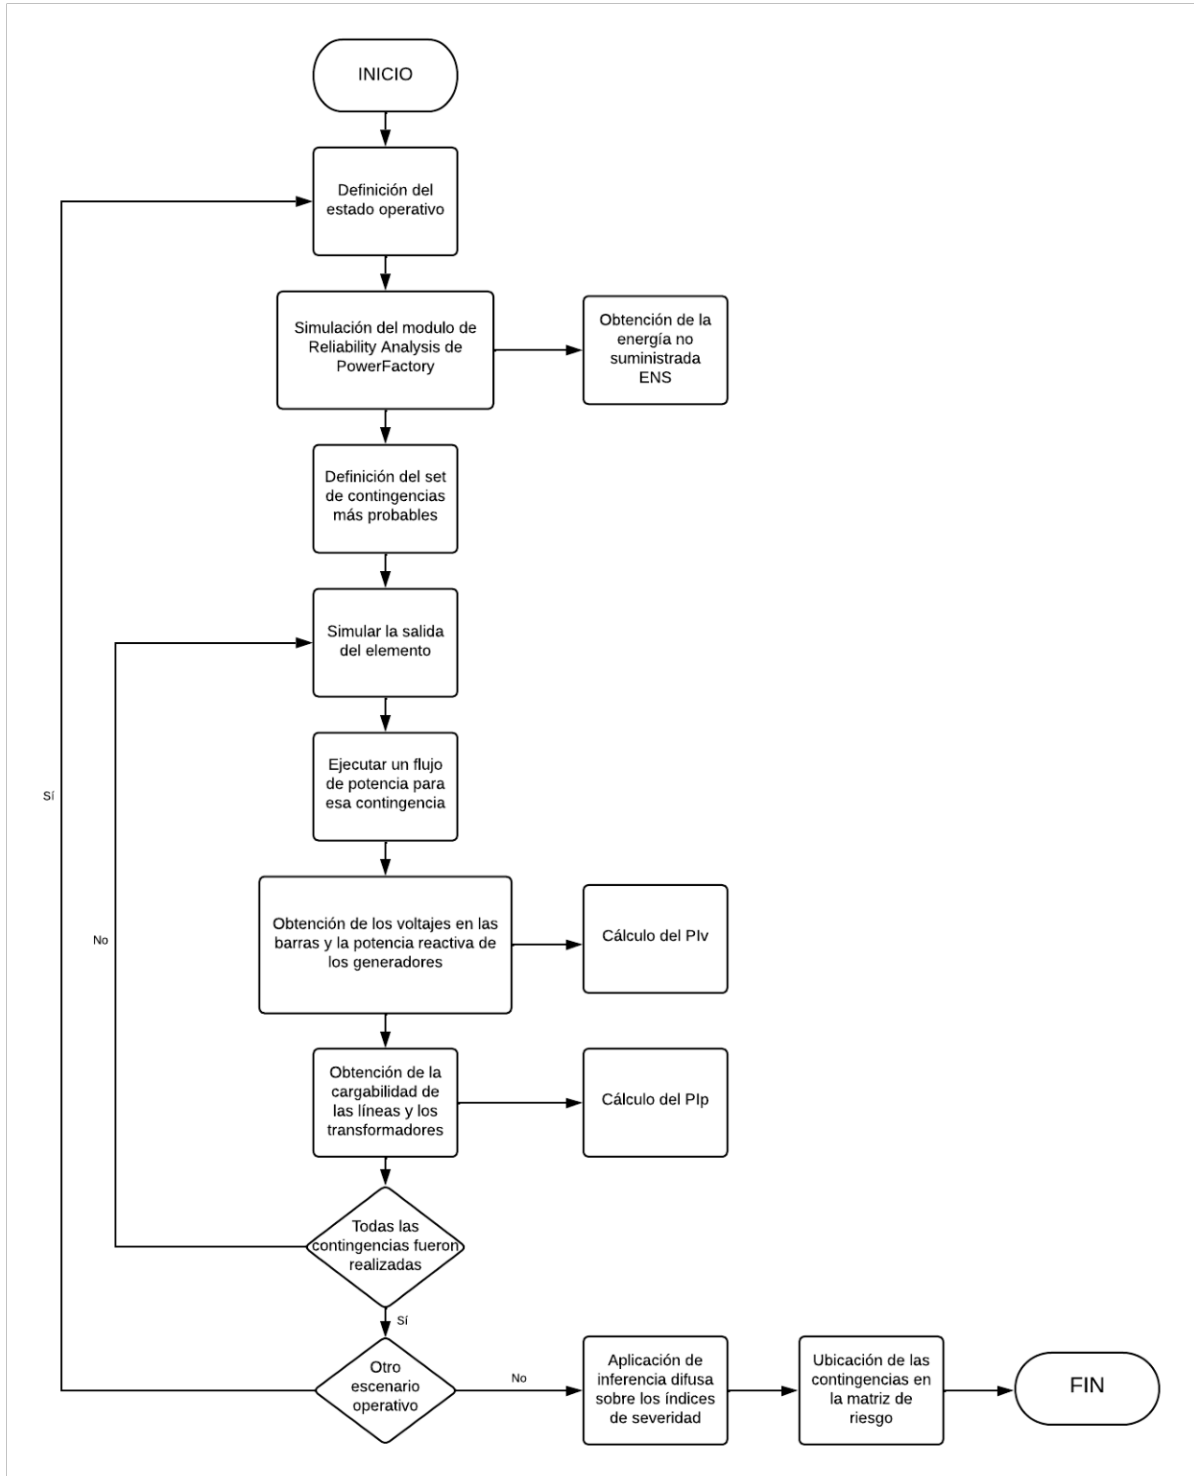 INICIO
Definición del
estado operativo
Simulación del modulo de
Reliability Analysis de
PowerFactory
Obtención de la
energía no
suministrada
ENS
Definición del set
de contingencias
más probables
Simular la salida
del elemento
Ejecutar un flujo
de potencia para
esa contingencia
Sí
Obtención de los voltajes en las
barras y la potencia reactiva de
los generadores
Cálculo del PIv
No
Obtención de la
cargabilidad de
las líneas y los
transformadores
Cálculo del PIp
Todas las
contingencias fueron
realizadas
Sí
Otro
escenario
operativo
No
Aplicación de
inferencia difusa
sobre los índices
de severidad
Ubicación de las
contingencias en
la matriz de
riesgo
FIN